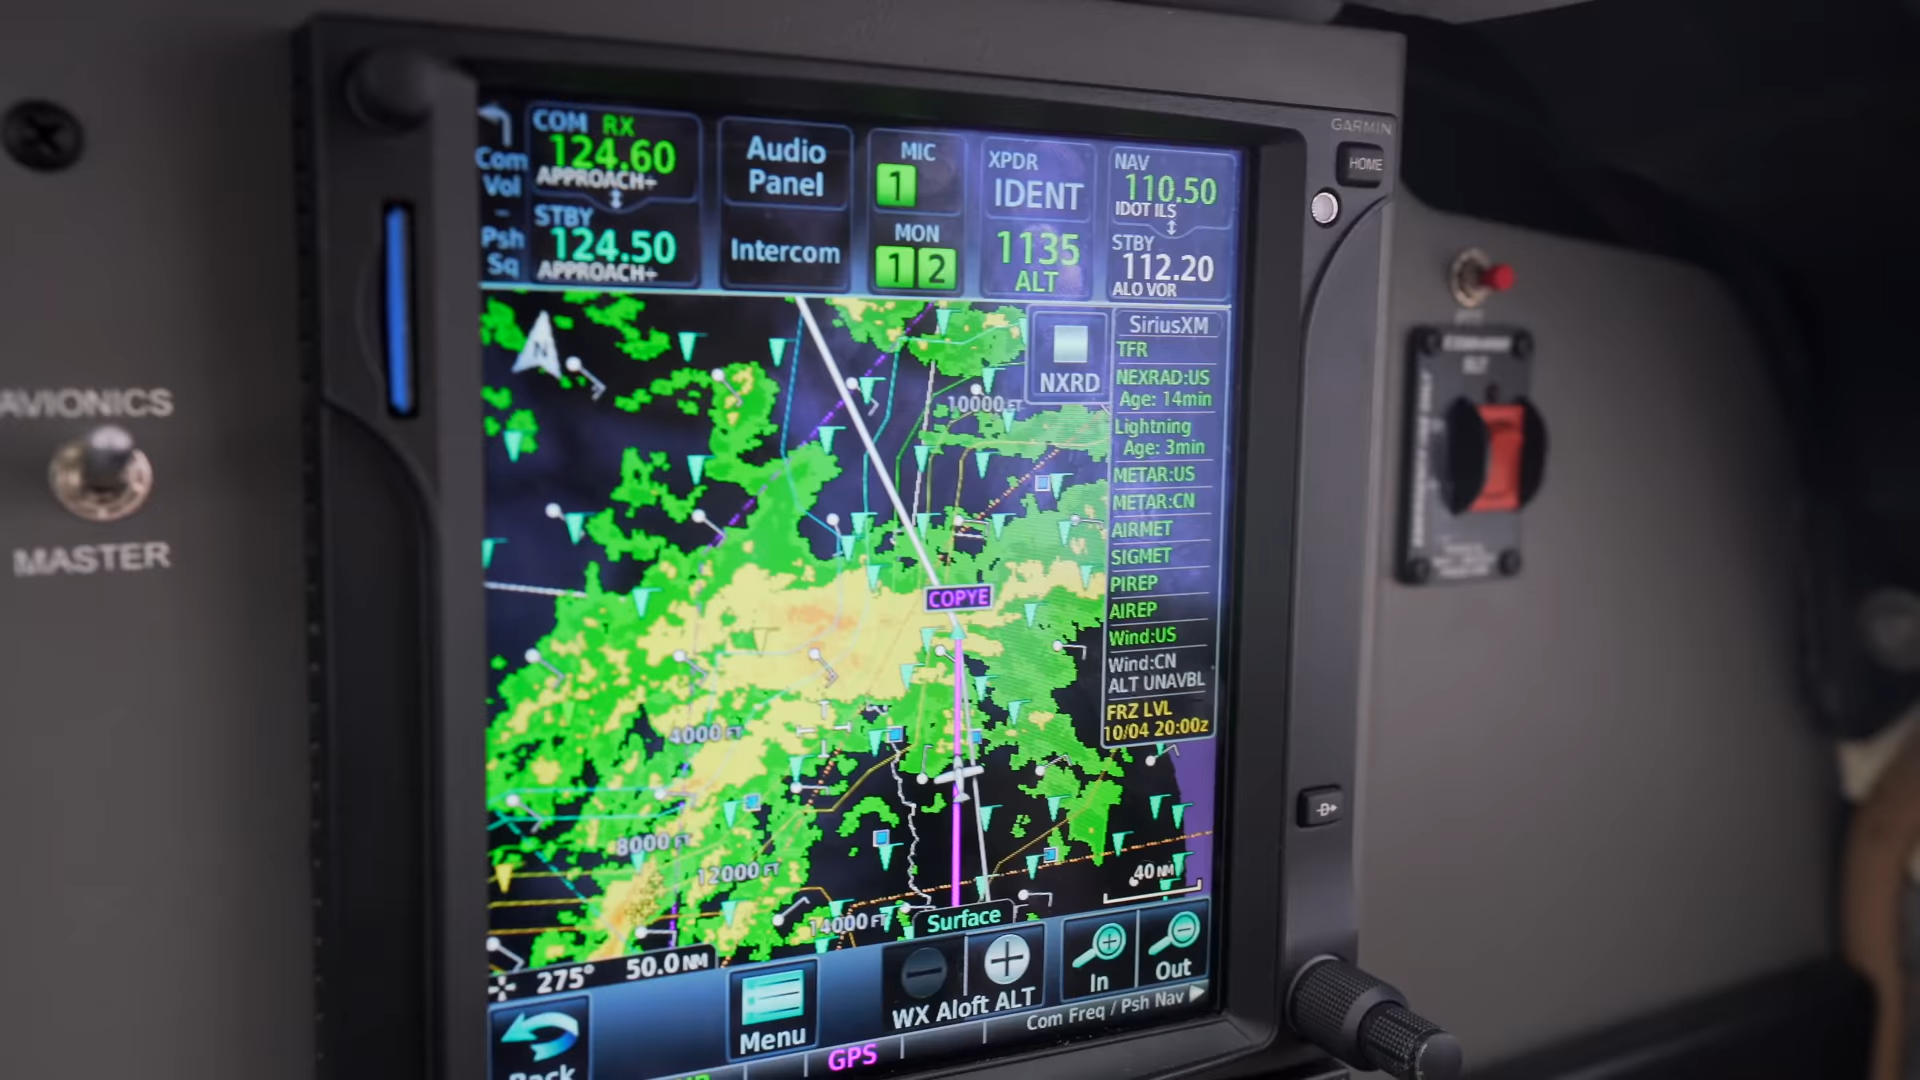 GARMIN
HOME
COM RX
124.60
APPROACH+
STBY
124.50
APPROACH+
Com
Vol
Psh
Sq
Audio
Panel
Intercom
MIC
1
MON
1 2
XPDR
IDENT
1135
ALT
NAV
110.50
IDOT ILS
STBY
112.20
ALO VOR
N
NXRD
SiriusXM
TFR
NEXRAD:US
Age: 14min
Lightning
Age: 3min
METAR:US
METAR:CN
AIRMET
SIGMET
PIREP
AIREP
Wind:US
Wind:CN
ALT UNAVBL
FRZ LVL
10/04 20:00z
10000 FT
COPYE
4000 FT
8000 FT
12000 FT
14000 FT
40 NM
Surface
275° 50.0 NM
Back
Menu
WX Aloft ALT
In
Out
Com Freq / Psh Nav
GPS
AVIONICS
MASTER
D